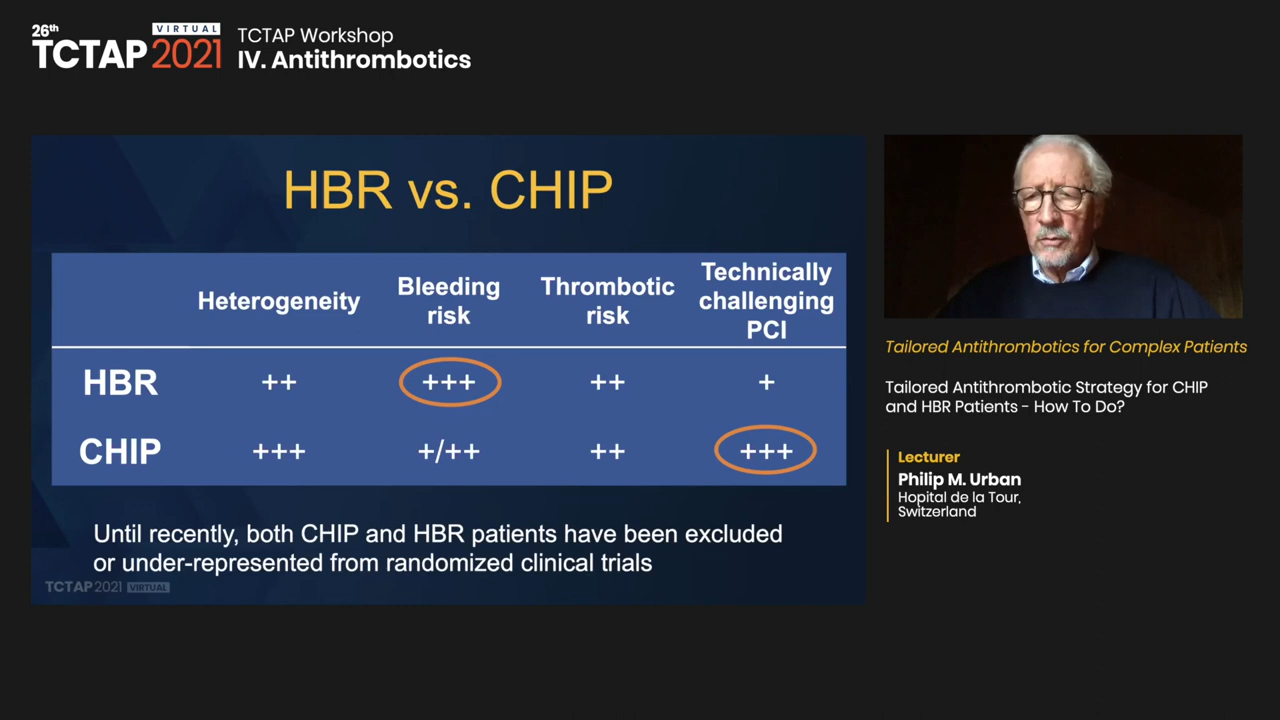 26th
VIRTUAL
TCTAP 2021
TCTAP Workshop
IV. Antithrombotics
HBR vs. CHIP
Heterogeneity
Bleeding
risk
Thrombotic
risk
Technically
challenging
PCI
HBR ++ +++ ++ +
CHIP +++ +/++ ++ +++
Until recently, both CHIP and HBR patients have been excluded
or under-represented from randomized clinical trials
TCTAP 2021 VIRTUAL
Tailored Antithrombotics for Complex Patients
Tailored Antithrombotic Strategy for CHIP
and HBR Patients - How To Do?
Lecturer
Philip M. Urban
Hopital de la Tour,
Switzerland